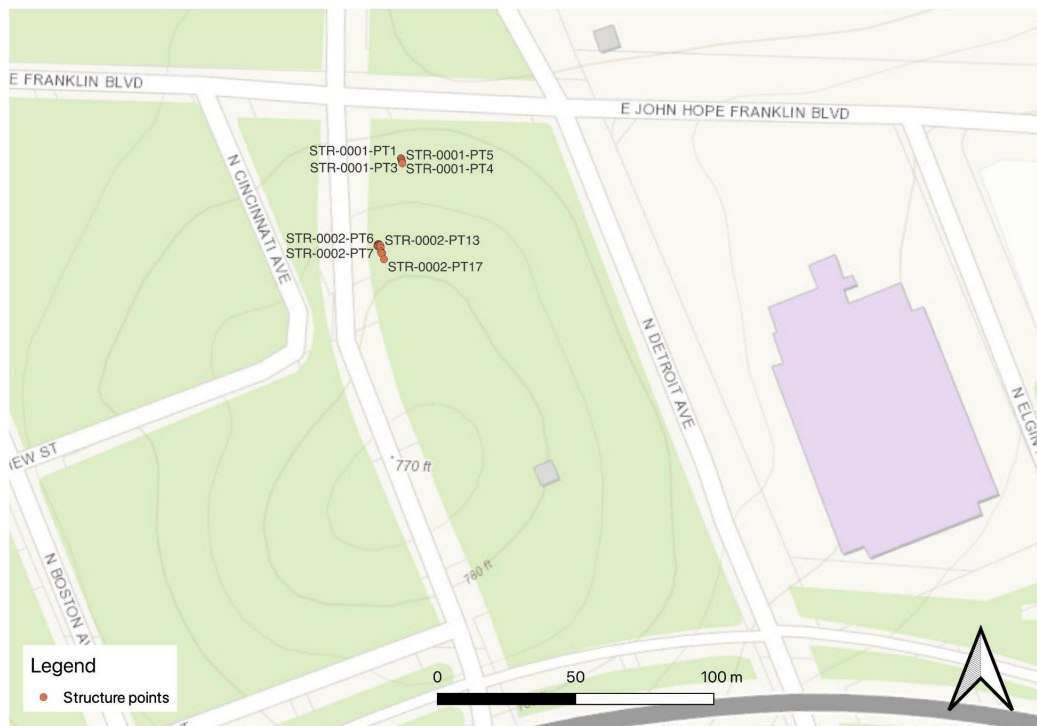 E FRANKLIN BLVD
E JOHN HOPE FRANKLIN BLVD
STR-0001-PT1
STR-0001-PT5
STR-0001-PT3
STR-0001-PT4
N CINCINNATI AVE
STR-0002-PT6
STR-0002-PT13
STR-0002-PT7
STR-0002-PT17
N DETROIT AVE
N ELGIN
IEW ST
770 ft
780 ft
N BOSTON AV
Legend
Structure points
0 50 100 m